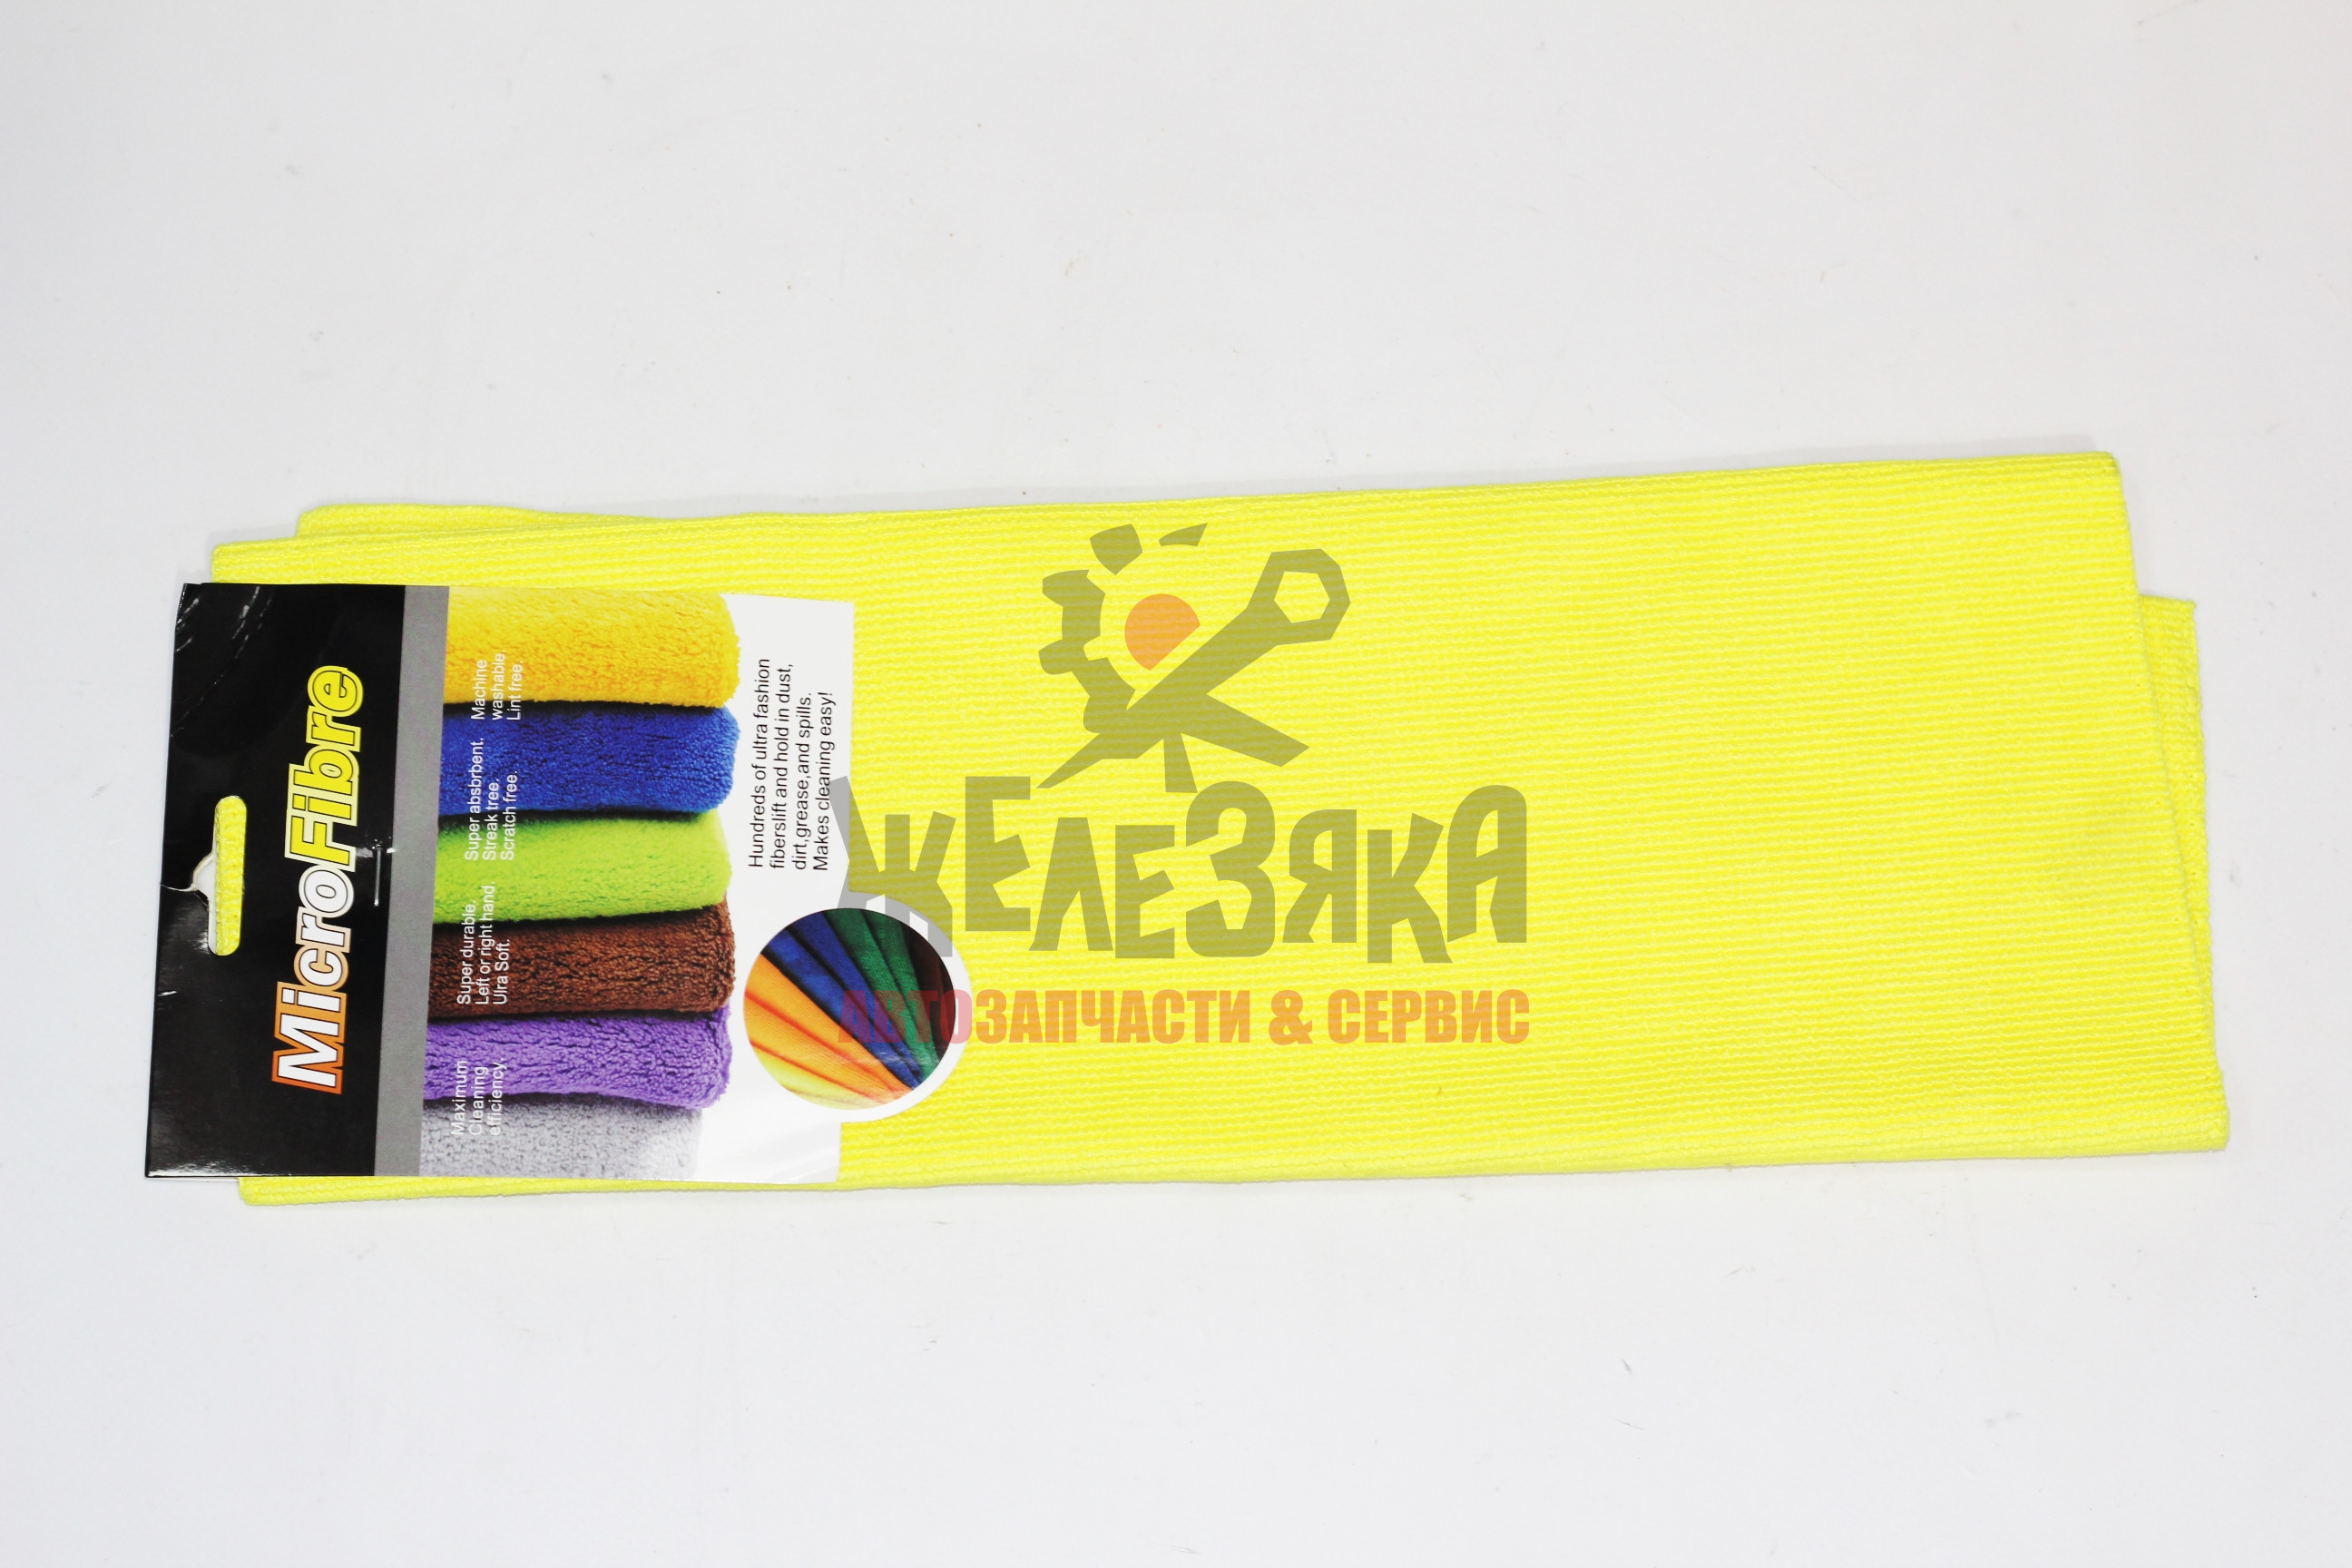 MicroFibre
Maximum
Cleaning
efficiency.
Super durable.
Left or right hand.
Ulra Soft.
Super absorbent.
Streak tree.
Scratch free.
Machine
washable,
Lint free.
Hundreds of ultra fashion
fiberslift and hold in dust,
dirt,grease,and spills.
Makes cleaning easy!
ЖЕЛЕЗЯКА
АВТОЗАПЧАСТИ & СЕРВИС